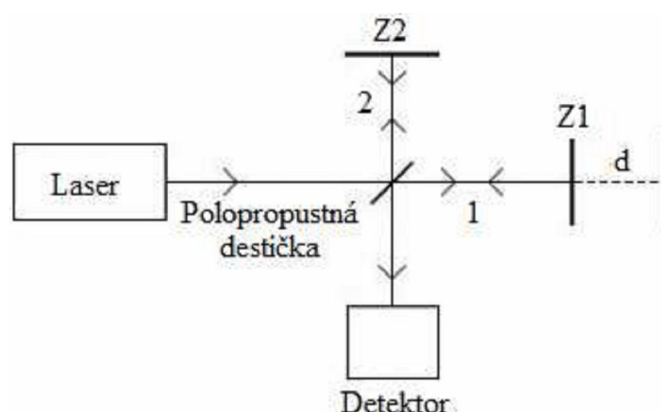 Z2
2
Z1
d
Laser
Polopropustná
destička
1
Detektor